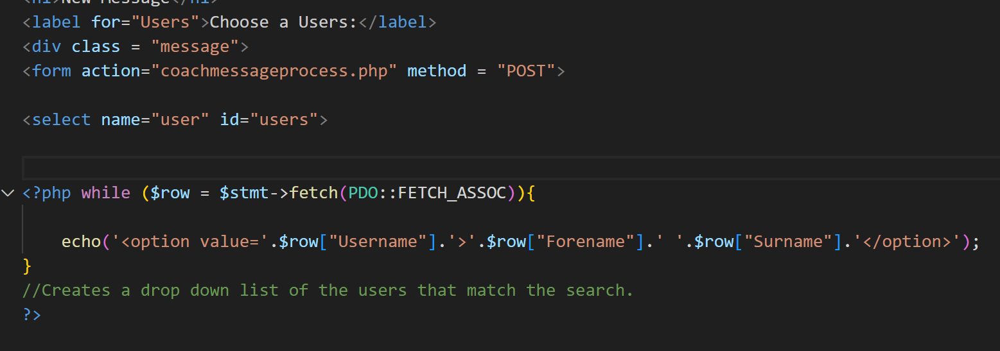 <h1>New Message</h1>
<label for="Users">Choose a Users:</label>
<div class = "message">
<form action="coachmessageprocess.php" method = "POST">
<select name="user" id="users">
<?php while ($row = $stmt->fetch(PDO::FETCH_ASSOC)){
echo('<option value='.$row["Username"].'>'.$row["Forename"].' '.$row["Surname"].'</option>');
}
//Creates a drop down list of the users that match the search.
?>